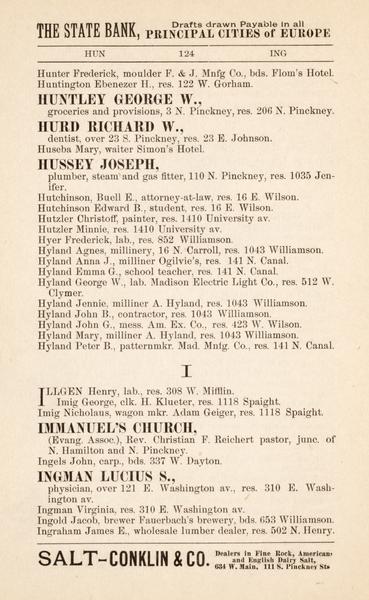 THE STATE BANK, Drafts drawn Payable in all
PRINCIPAL CITIES of EUROPE
HUN 124 ING
Hunter Frederick, moulder F. & J. Mnfg Co., bds. Flom's Hotel.
Huntington Ebenezer H., res. 122 W. Gorham.
HUNTLEY GEORGE W.,
groceries and provisions, 3 N. Pinckney, res. 206 N. Pinckney.
HURD RICHARD W.,
dentist, over 23 S. Pinckney, res. 23 E. Johnson.
Huseba Mary, waiter Simon's Hotel.
HUSSEY JOSEPH,
plumber, steam and gas fitter, 110 N. Pinckney, res. 1035 Jen-
ifer.
Hutchinson, Buell E., attorney-at-law, res. 16 E. Wilson.
Hutchinson Edward B., student, res. 16 E. Wilson.
Hutzler Christoff, painter, res. 1410 University av.
Hutzler Minnie, res. 1410 University av.
Hyer Frederick, lab., res. 852 Williamson.
Hyland Agnes, millinery, 16 N. Carroll, res. 1043 Williamson.
Hyland Anna J., milliner Ogilvie's, res. 141 N. Canal.
Hyland Emma G., school teacher, res. 141 N. Canal.
Hyland George W., lab. Madison Electric Light Co., res. 512 W.
Clymer.
Hyland Jennie, milliner A. Hyland, res. 1043 Williamson.
Hyland John B., contractor, res. 1043 Williamson.
Hyland John G., mess. Am. Ex. Co., res. 423 W. Wilson.
Hyland Mary, milliner A. Hyland, res. 1043 Williamson.
Hyland Peter B., patternmkr. Mad. Mnfg. Co., res. 141 N. Canal.
I
ILLGEN Henry, lab., res. 308 W. Mifflin.
Imig George, clk. H. Klueter, res. 1118 Spaight.
Imig Nicholaus, wagon mkr. Adam Geiger, res. 1118 Spaight.
IMMANUEL'S CHURCH,
(Evang. Assoc.), Rev. Christian F. Reichert pastor, junc. of
N. Hamilton and N. Pinckney.
Ingels John, carp., bds. 337 W. Dayton.
INGMAN LUCIUS S.,
physician, over 121 E. Washington av., res. 310 E. Wash-
ington av.
Ingman Virginia, res. 310 E. Washington av.
Ingold Jacob, brewer Fauerbach's brewery, bds. 653 Williamson.
Ingraham James E., wholesale lumber dealer, res. 502 N. Henry.
SALT-CONKLIN & CO. Dealers in Fine Rock, American
and English Dairy Salt,
634 W. Main, 111 S. Pinckney Sts